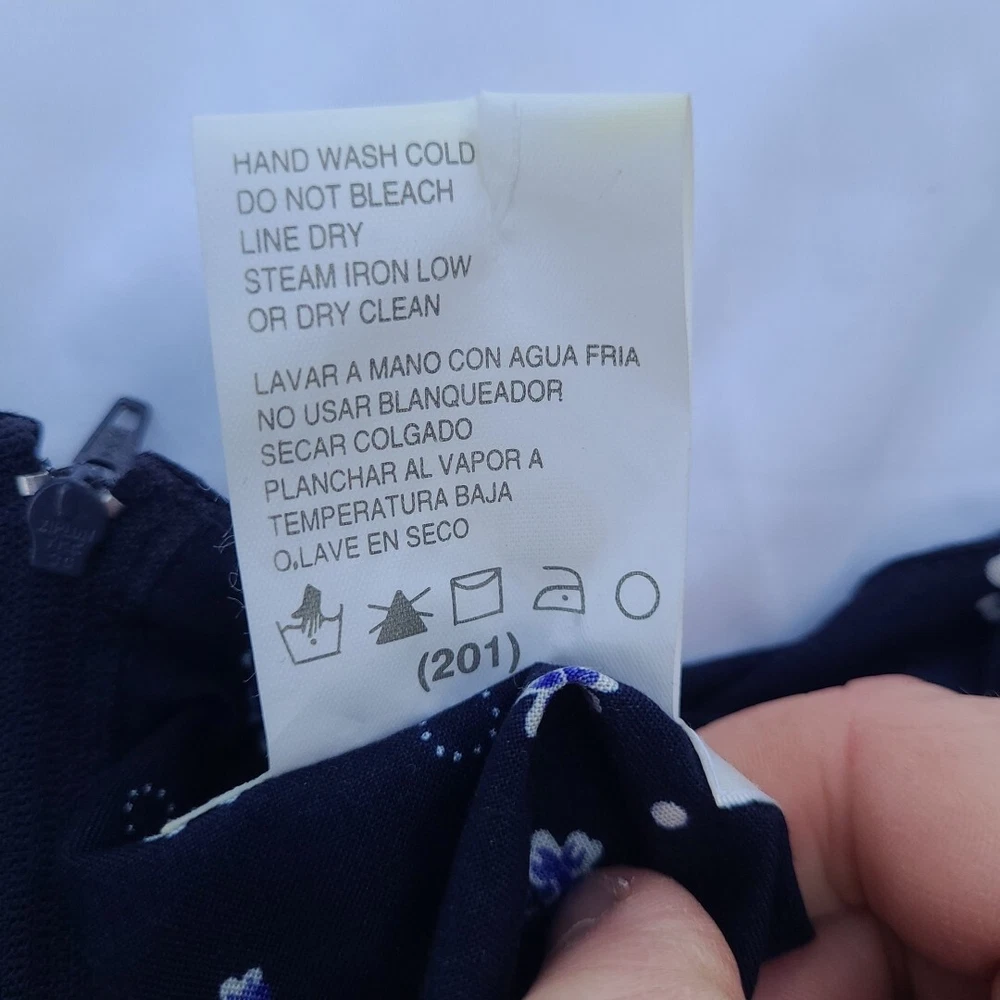 HAND WASH COLD
DO NOT BLEACH
LINE DRY
STEAM IRON LOW
OR DRY CLEAN
LAVAR A MANO CON AGUA FRIA
NO USAR BLANQUEADOR
SECAR COLGADO
PLANCHAR AL VAPOR A
TEMPERATURA BAJA
O,LAVE EN SECO
(201)